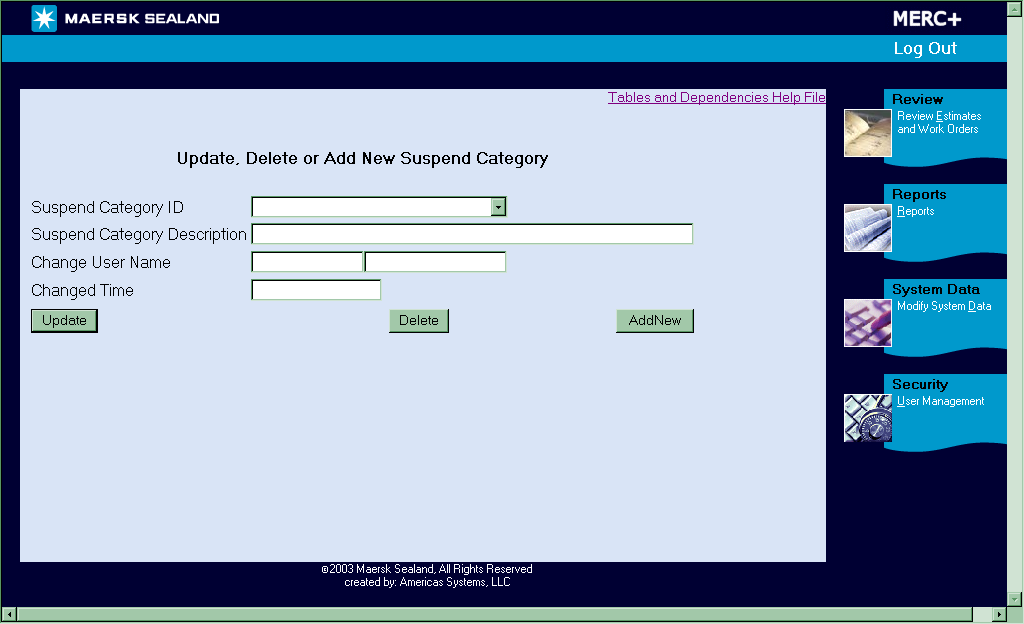 MAERSK SEALAND
MERC+
Log Out
Tables and Dependencies Help File
Update, Delete or Add New Suspend Category
Suspend Category ID
Suspend Category Description
Change User Name
Changed Time
Update
Delete
AddNew
Review
Review Estimates
and Work Orders
Reports
Reports
System Data
Modify System Data
Security
User Management
©2003 Maersk Sealand, All Rights Reserved
created by: Americas Systems, LLC